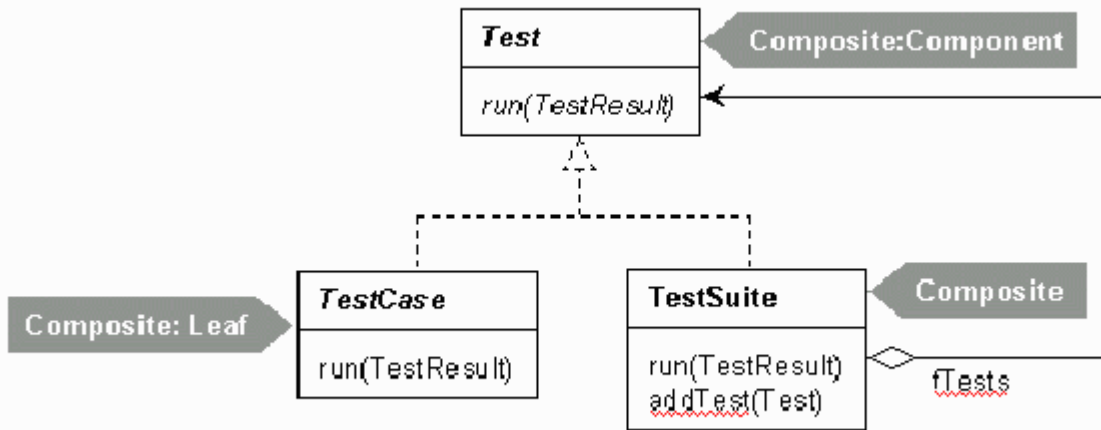 Test
Composite:Component
run(TestResult)
TestCase
TestSuite
Composite
Composite: Leaf
run(TestResult)
run(TestResult)
addTest(Test)
fTests